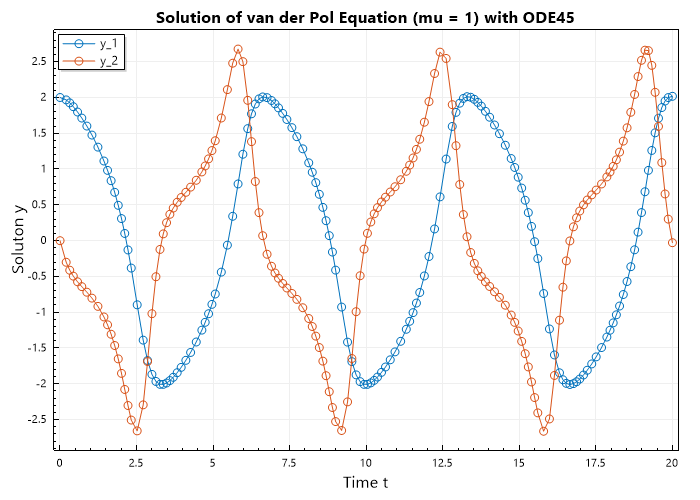 Solution of van der Pol Equation (mu = 1) with ODE45
y_1
y_2
2.5
2
1.5
1
0.5
0
-0.5
-1
-1.5
-2
-2.5
Soluton y
0 2.5 5 7.5 10 12.5 15 17.5 20
Time t